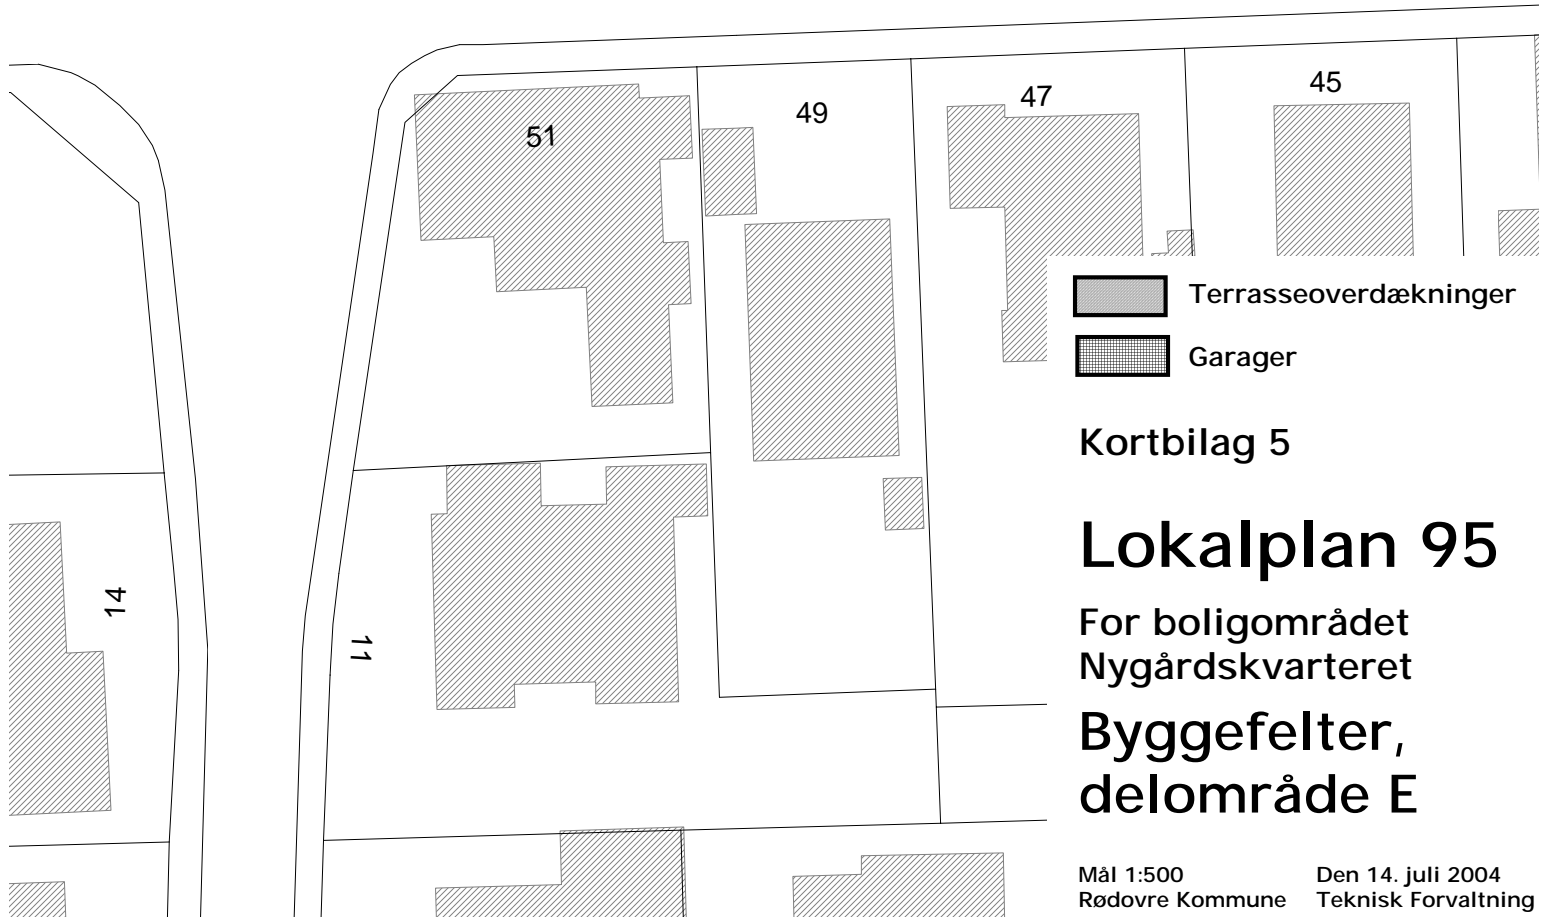 51
49
47
45
14
11
Terrasseoverdækninger
Garager
Kortbilag 5
Lokalplan 95
For boligområdet
Nygårdskvarteret
Byggefelter,
delområde E
Mål 1:500 Den 14. juli 2004
Rødovre Kommune Teknisk Forvaltning